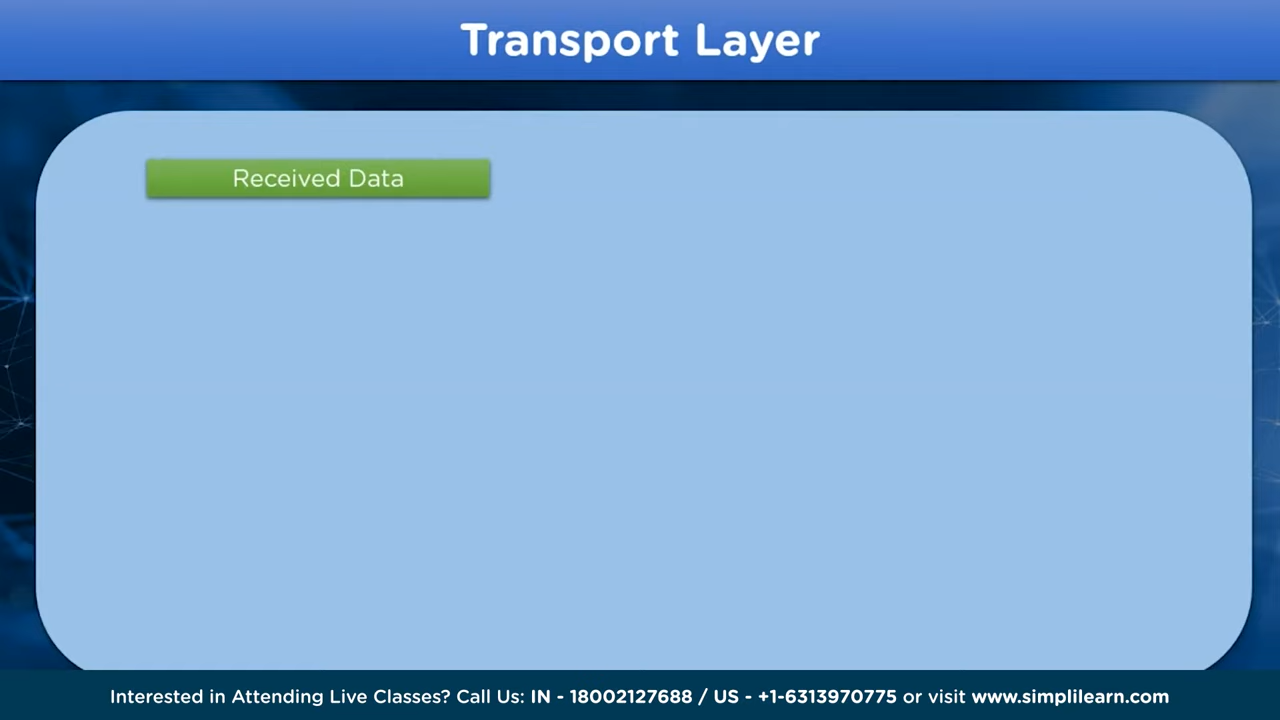 Transport Layer
Received Data
Interested in Attending Live Classes? Call Us: IN - 18002127688 / US - +1-6313970775 or visit www.simplilearn.com